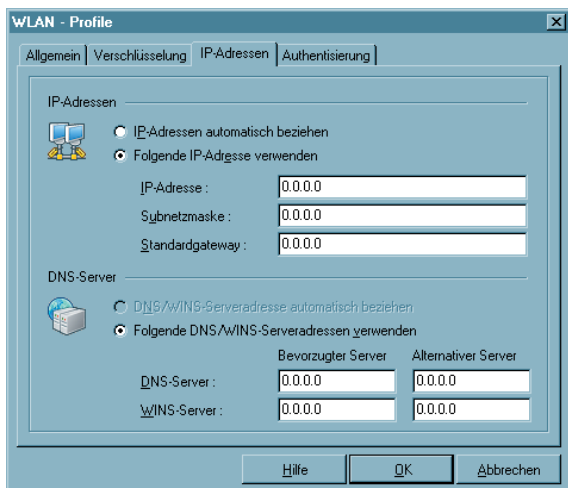 WLAN - Profile
Allgemein Verschlüsselung IP-Adressen Authentisierung
IP-Adressen
IP-Adressen automatisch beziehen
Folgende IP-Adresse verwenden
IP-Adresse : 0.0.0.0
Subnetzmaske : 0.0.0.0
Standardgateway : 0.0.0.0
DNS-Server
DNS/WINS-Serveradresse automatisch beziehen
Folgende DNS/WINS-Serveradressen verwenden
Bevorzugter Server Alternativer Server
DNS-Server : 0.0.0.0 0.0.0.0
WINS-Server : 0.0.0.0 0.0.0.0
Hilfe OK Abbrechen